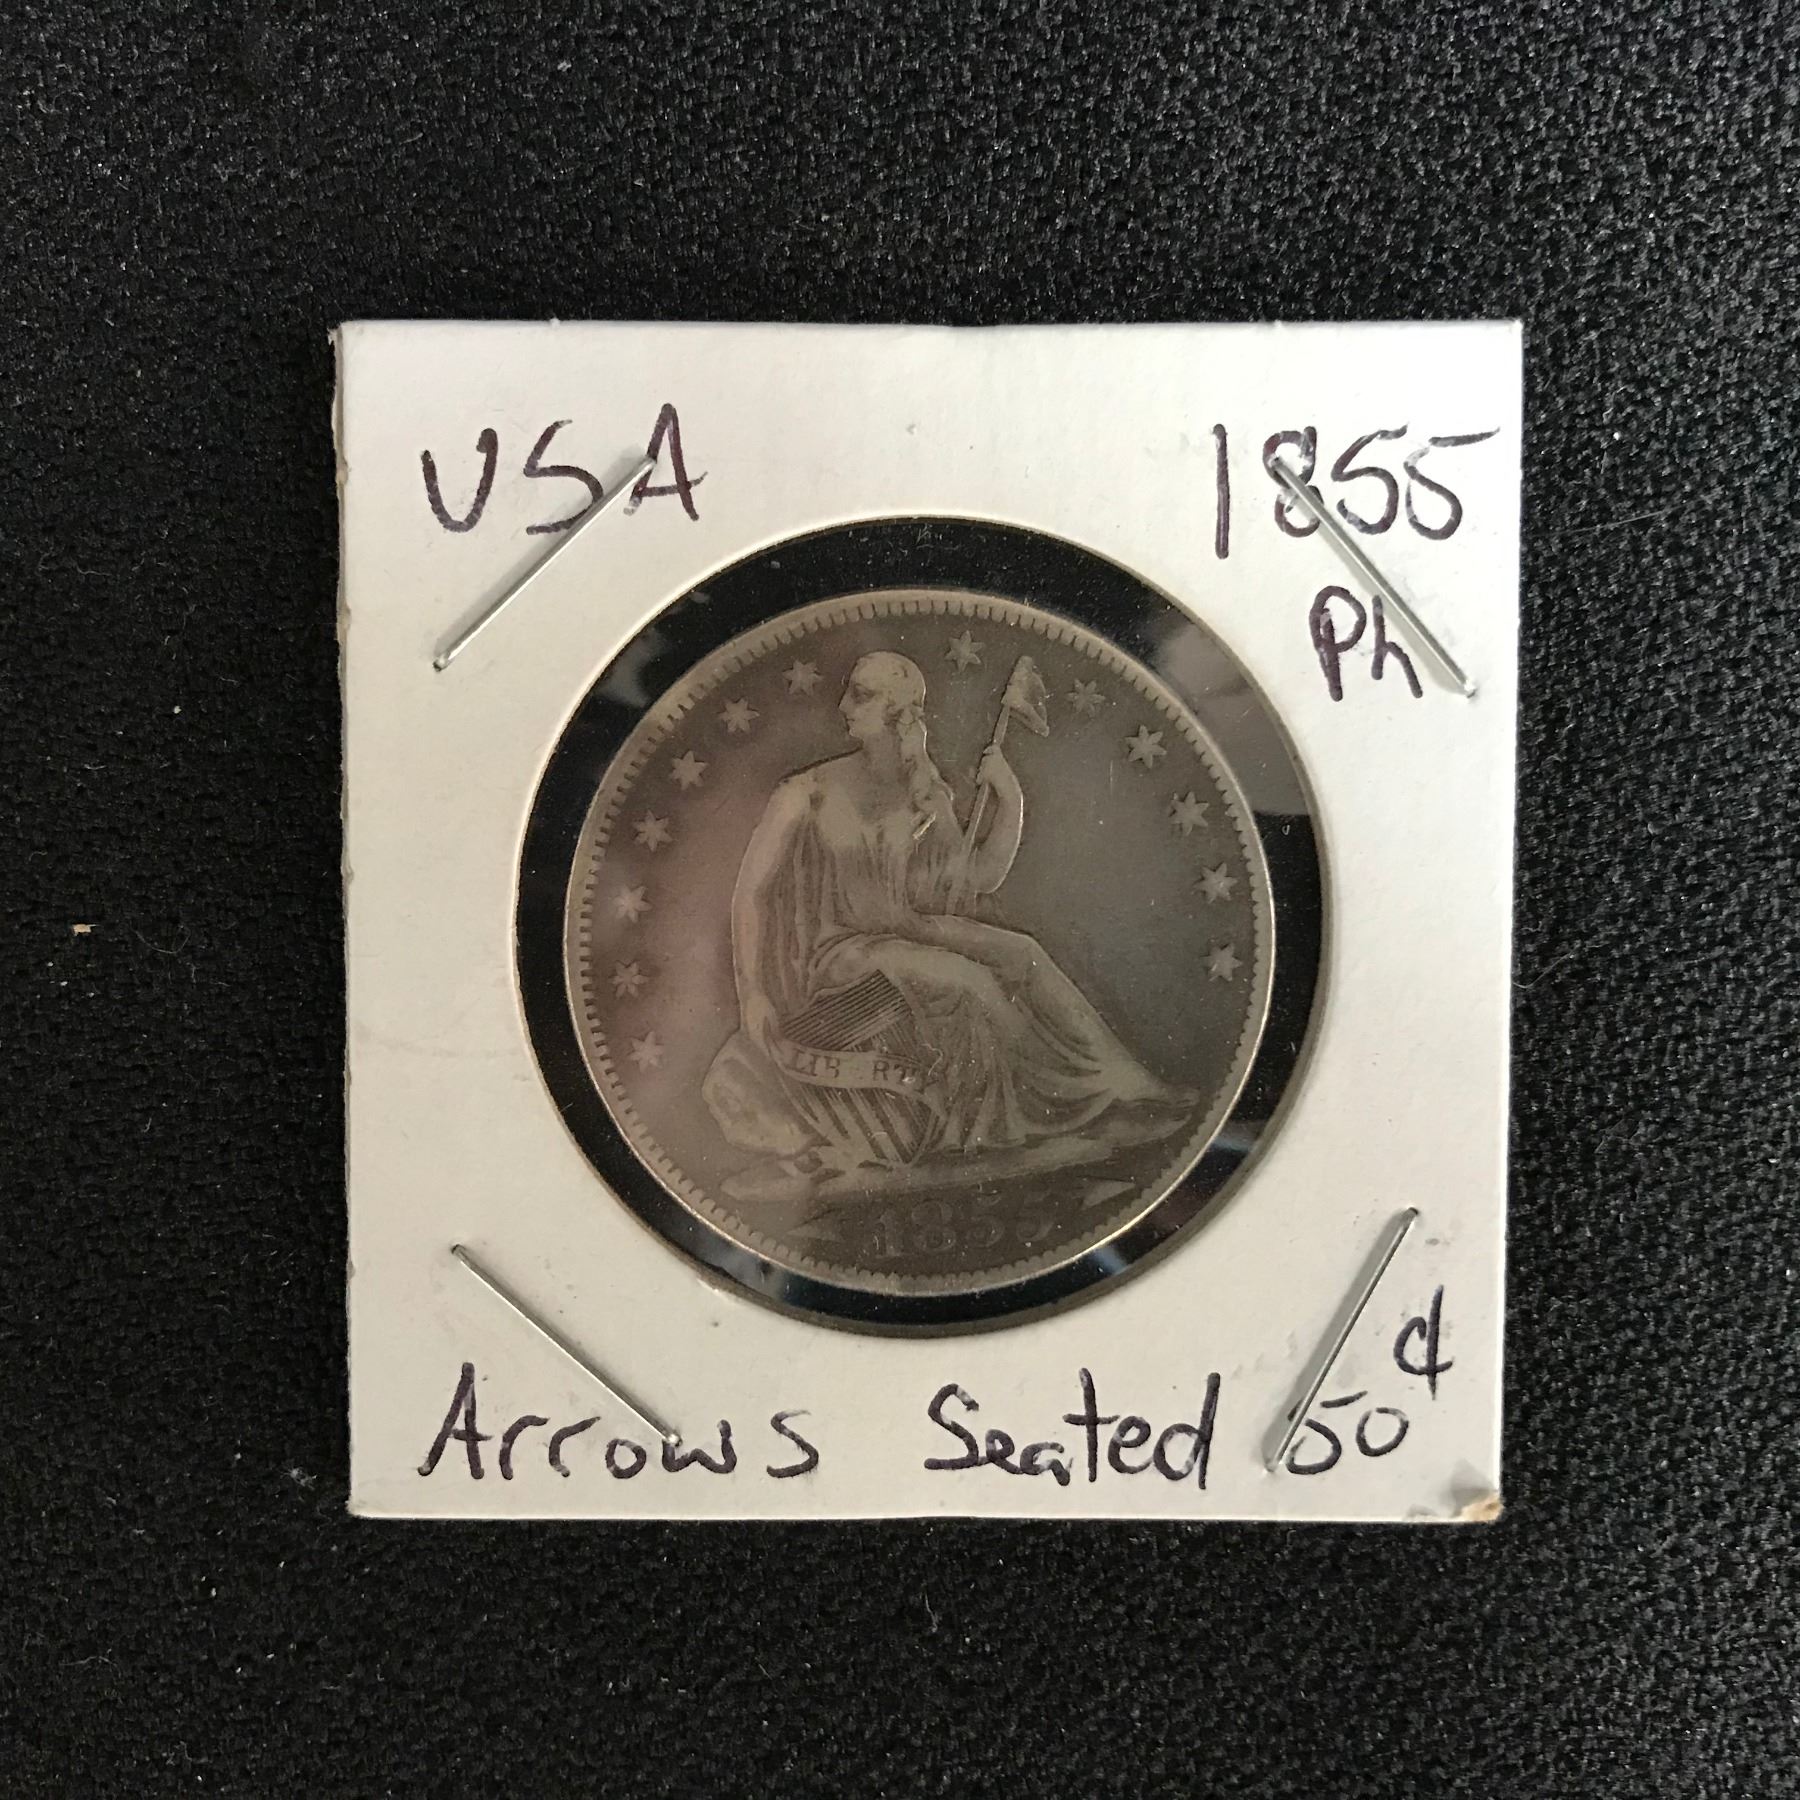 USA 1855
Ph
LIBERTY
1855
Arrows Seated 50¢